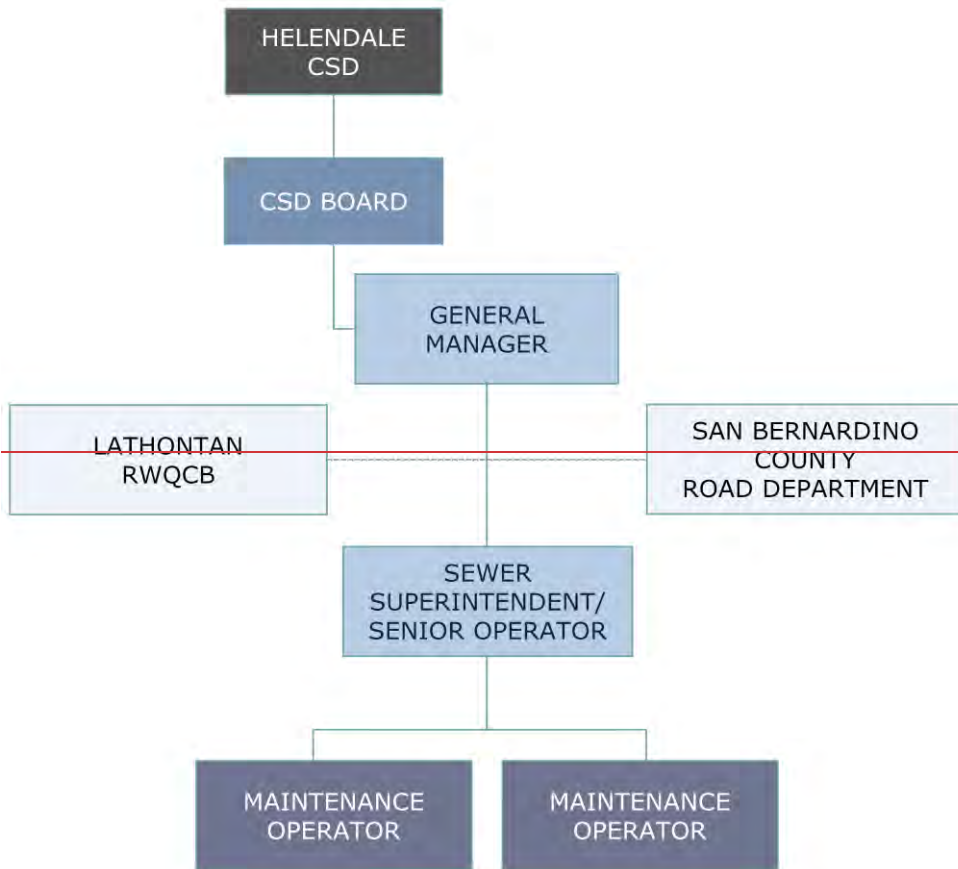 HELENDALE
CSD
CSD BOARD
GENERAL
MANAGER
LATHONTAN
RWQCB
SAN BERNARDINO
COUNTY
ROAD DEPARTMENT
SEWER
SUPERINTENDENT/
SENIOR OPERATOR
MAINTENANCE
OPERATOR
MAINTENANCE
OPERATOR